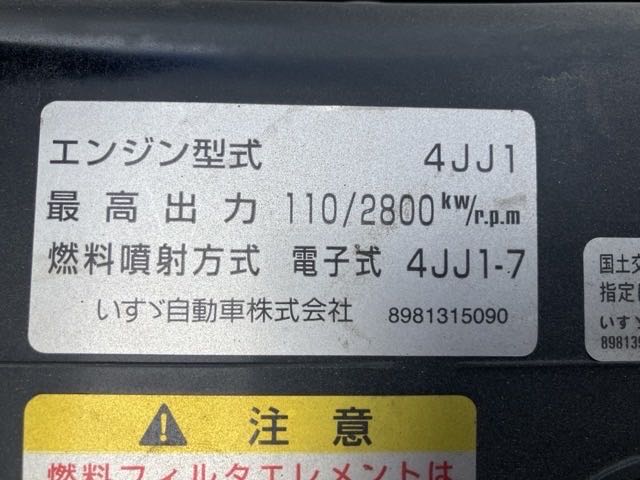 エンジン型式 4JJ1
最高出力 110/2800kw/r.p.m
燃料噴射方式 電子式 4JJ1-7
いすゞ自動車株式会社 8981315090
国土交
指定
いすゞ
注意
燃料フィルタエレメントは